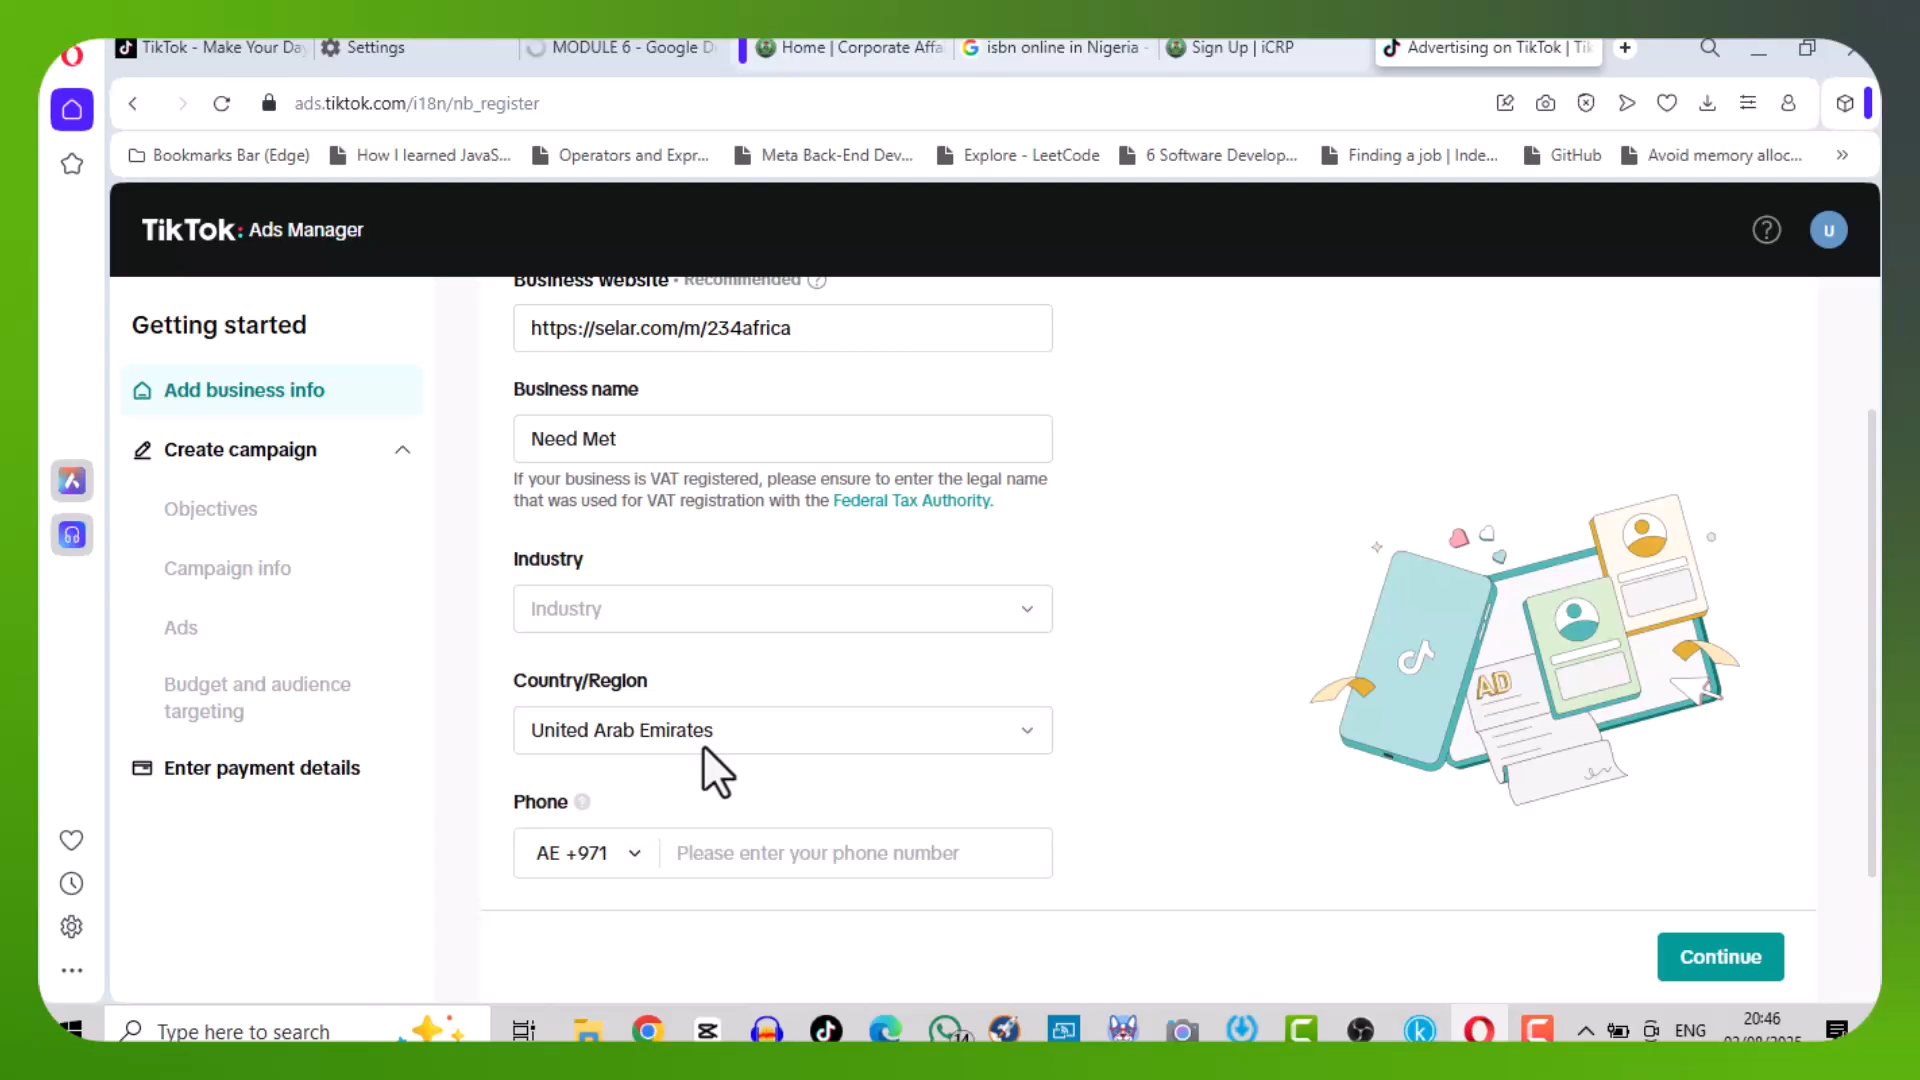 TikTok - Make Your Da
Settings
MODULE 6 - Google D
Home | Corporate Affa
isbn online in Nigeria -
Sign Up | iCRP
Advertising on TikTok | Tik
ads.tiktok.com/i18n/nb_register
Bookmarks Bar (Edge)
How I learned JavaS...
Operators and Expr...
Meta Back-End Dev...
Explore - LeetCode
6 Software Develop...
Finding a job | Inde...
GitHub
Avoid memory alloc...
TikTok: Ads Manager
U
Getting started
Add business info
Create campaign
Objectives
Campaign info
Ads
Budget and audience
targeting
Enter payment details
Business website · Recommended
https://selar.com/m/234africa
Business name
Need Met
If your business is VAT registered, please ensure to enter the legal name
that was used for VAT registration with the Federal Tax Authority.
Industry
Industry
Country/Region
United Arab Emirates
Phone
AE +971
Please enter your phone number
AD
Continue
Type here to search
14
ENG
20:46